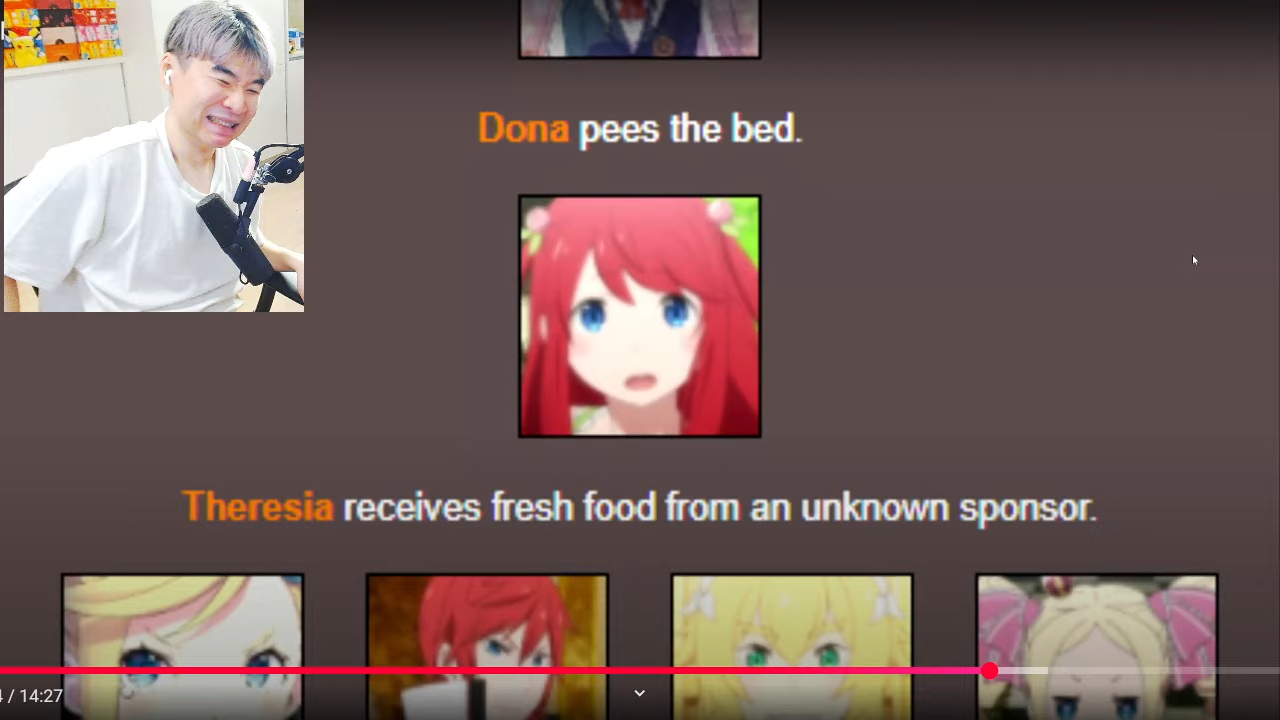 Dona pees the bed.
Theresia receives fresh food from an unknown sponsor.
/ 14:27